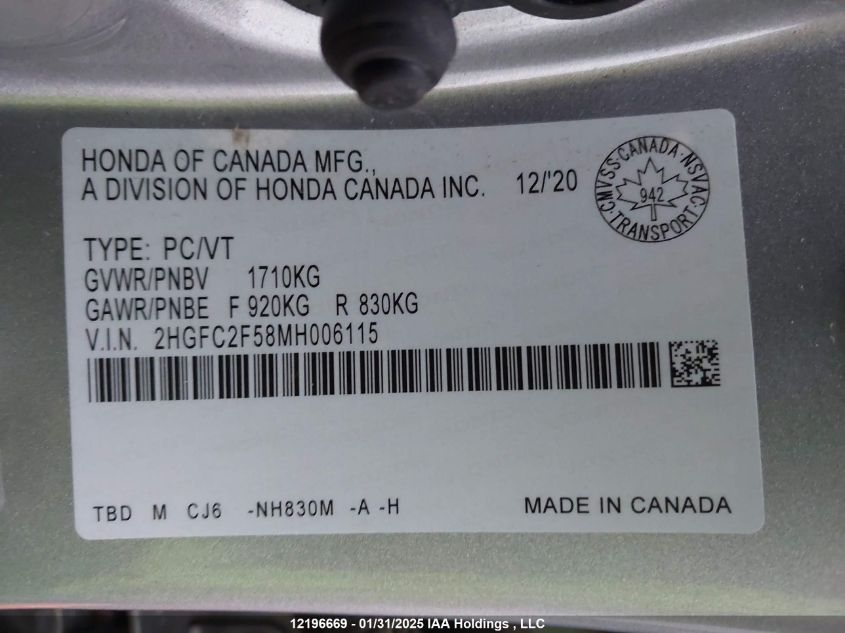 HONDA OF CANADA MFG.,
A DIVISION OF HONDA CANADA INC. 12/'20
CMVSS·CANADA·NSVAC·TRANSPORT·
942
TYPE: PC/VT
GVWR/PNBV 1710KG
GAWR/PNBE F 920KG R 830KG
V.I.N. 2HGFC2F58MH006115
TBD M CJ6 -NH830M -A -H
MADE IN CANADA
12196669 - 01/31/2025 IAA Holdings , LLC